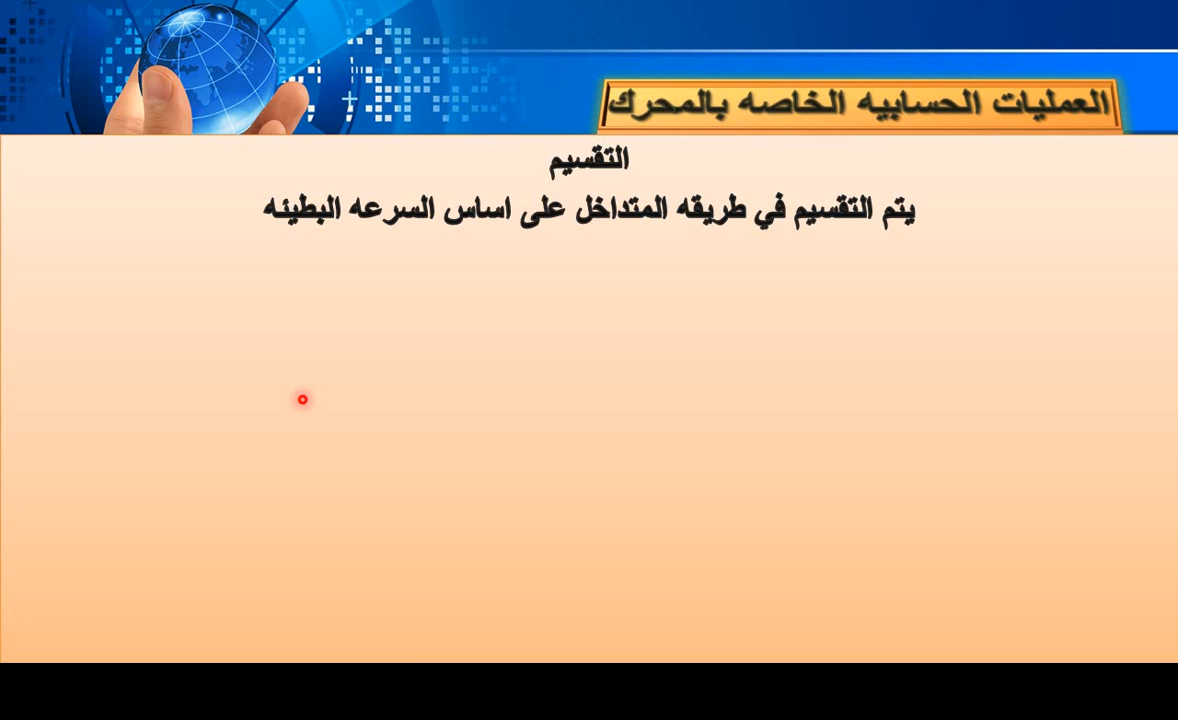 العمليات الحسابيه الخاصه بالمحرك
التقسيم
يتم التقسيم في طريقه المتداخل على اساس السرعه البطيئه